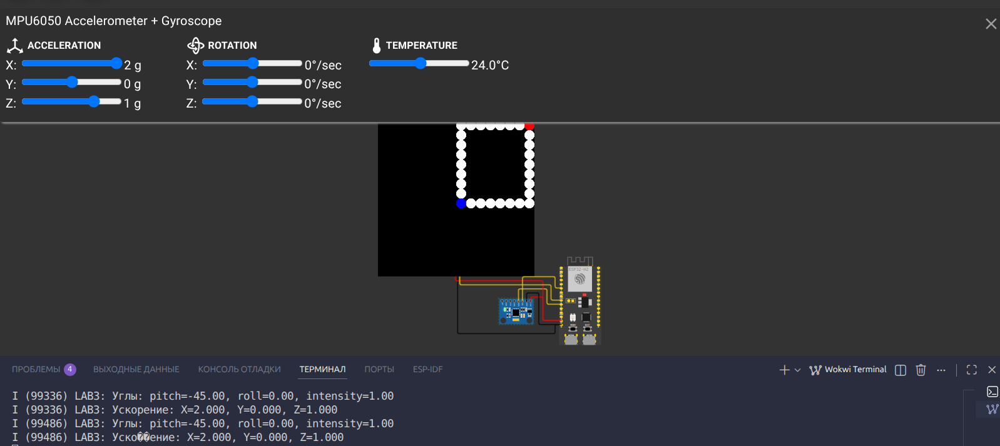 MPU6050 Accelerometer + Gyroscope
ACCELERATION
X: 2 g
Y: 0 g
Z: 1 g
ROTATION
X: 0°/sec
Y: 0°/sec
Z: 0°/sec
TEMPERATURE
24.0°C
ESP32-H2
ПРОБЛЕМЫ 4 ВЫХОДНЫЕ ДАННЫЕ КОНСОЛЬ ОТЛАДКИ ТЕРМИНАЛ ПОРТЫ ESP-IDF Wokwi Terminal
I (99336) LAB3: Углы: pitch=-45.00, roll=0.00, intensity=1.00
I (99336) LAB3: Ускорение: X=2.000, Y=0.000, Z=1.000
I (99486) LAB3: Углы: pitch=-45.00, roll=0.00, intensity=1.00
I (99486) LAB3: Уско��ение: X=2.000, Y=0.000, Z=1.000